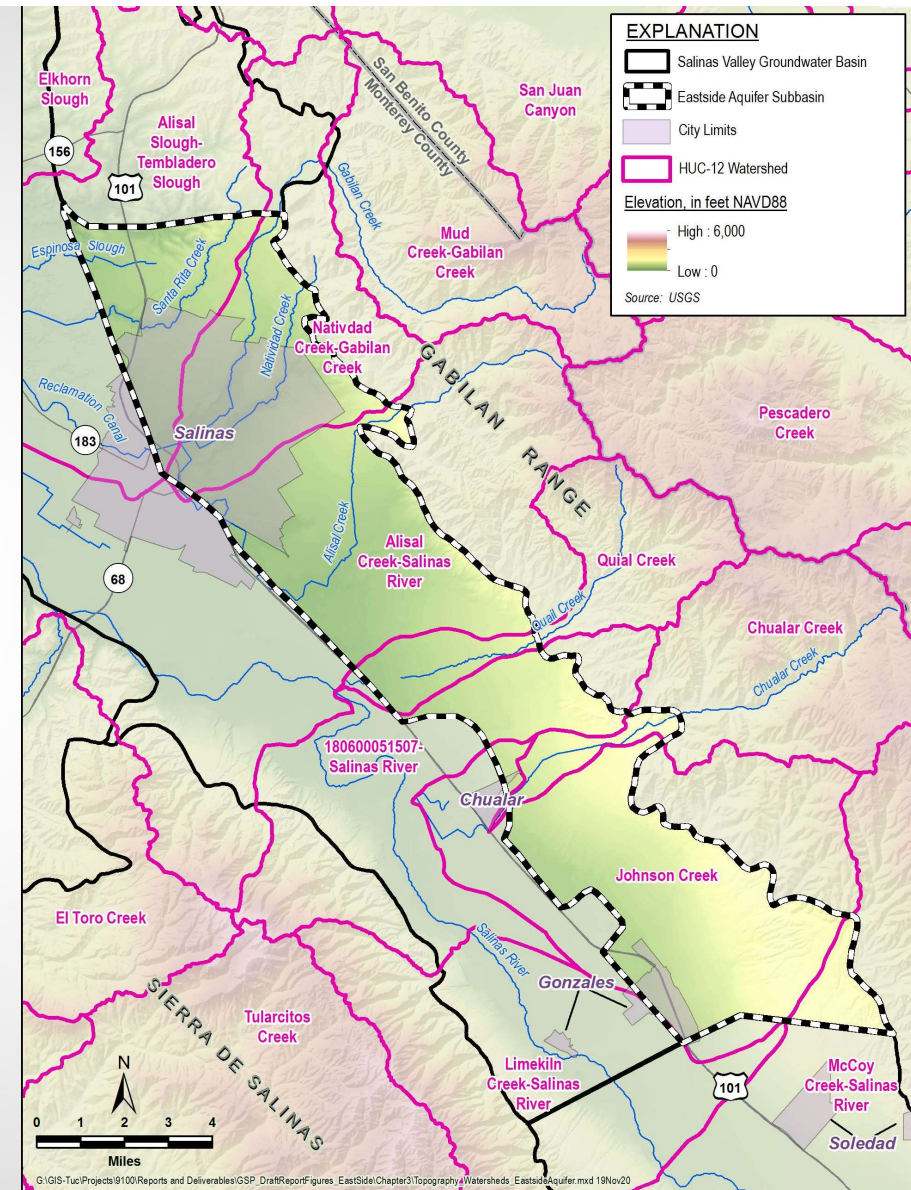 EXPLANATION
Salinas Valley Groundwater Basin
Eastside Aquifer Subbasin
City Limits
HUC-12 Watershed
Elevation, in feet NAVD88
High : 6,000
Low : 0
Source: USGS
Elkhorn
Slough
156
Alisal
Slough-
Tembladero
Slough
101
San Benito County
Monterey County
San Juan
Canyon
Gabilan Creek
Mud
Creek-Gabilan
Creek
Espinosa Slough
Santa Rita Creek
Natividad Creek
Natvidad
Creek-Gabilan
Creek
GABILAN
RANGE
Pescadero
Creek
Reclamation Canal
183
Salinas
Alisal Creek
Alisal
Creek-Salinas
River
68
Quial Creek
Quail Creek
Chualar Creek
Chualar Creek
180600051507-
Salinas River
Chualar
Johnson Creek
El Toro Creek
Salinas River
Gonzales
SIERRA DE SALINAS
Tularcitos
Creek
Limekiln
Creek-Salinas
River
101
McCoy
Creek-Salinas
River
Soledad
N
0 1 2 3 4
Miles
G:\GIS-Tuc\Projects\9100\Reports and Deliverables\GSP_DraftReportFigures_EastSide\Chapter3\Topography_Watersheds_EastsideAquifer.mxd 19Nov20